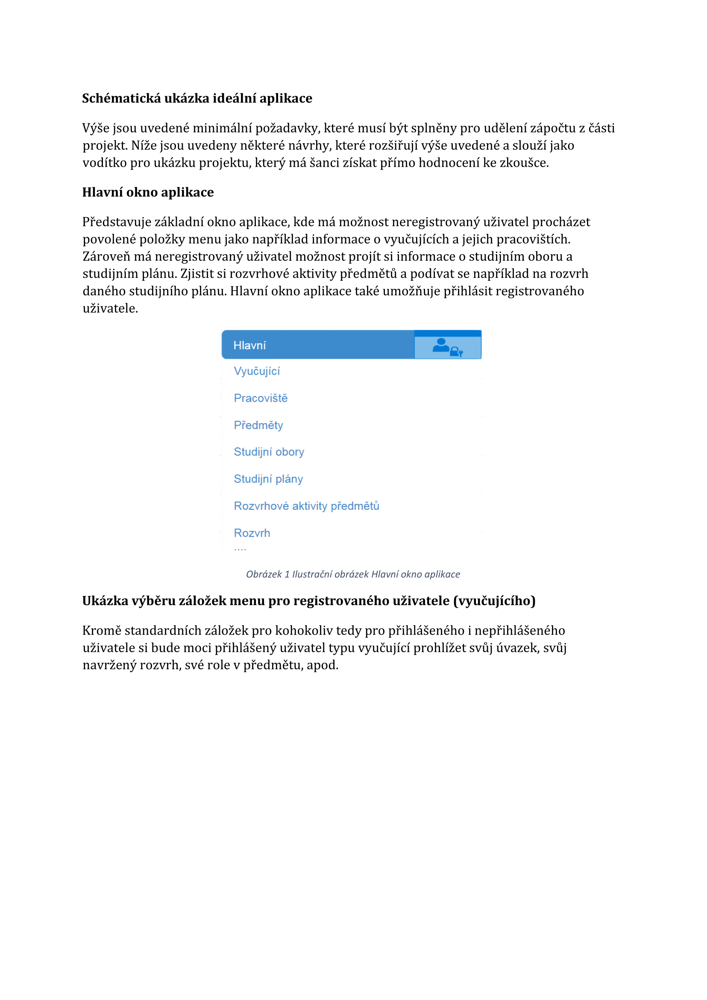 Schématická ukázka ideální aplikace
Výše jsou uvedené minimální požadavky, které musí být splněny pro udělení zápočtu z části
projekt. Níže jsou uvedeny některé návrhy, které rozšiřují výše uvedené a slouží jako
vodítko pro ukázku projektu, který má šanci získat přímo hodnocení ke zkoušce.
Hlavní okno aplikace
Představuje základní okno aplikace, kde má možnost neregistrovaný uživatel procházet
povolené položky menu jako například informace o vyučujících a jejich pracovištích.
Zároveň má neregistrovaný uživatel možnost projít si informace o studijním oboru a
studijním plánu. Zjistit si rozvrhové aktivity předmětů a podívat se například na rozvrh
daného studijního plánu. Hlavní okno aplikace také umožňuje přihlásit registrovaného
uživatele.
Hlavní
Vyučující
Pracoviště
Předměty
Studijní obory
Studijní plány
Rozvrhové aktivity předmětů
Rozvrh
....
Obrázek 1 Ilustrační obrázek Hlavní okno aplikace
Ukázka výběru záložek menu pro registrovaného uživatele (vyučujícího)
Kromě standardních záložek pro kohokoliv tedy pro přihlášeného i nepřihlášeného
uživatele si bude moci přihlášený uživatel typu vyučující prohlížet svůj úvazek, svůj
navržený rozvrh, své role v předmětu, apod.